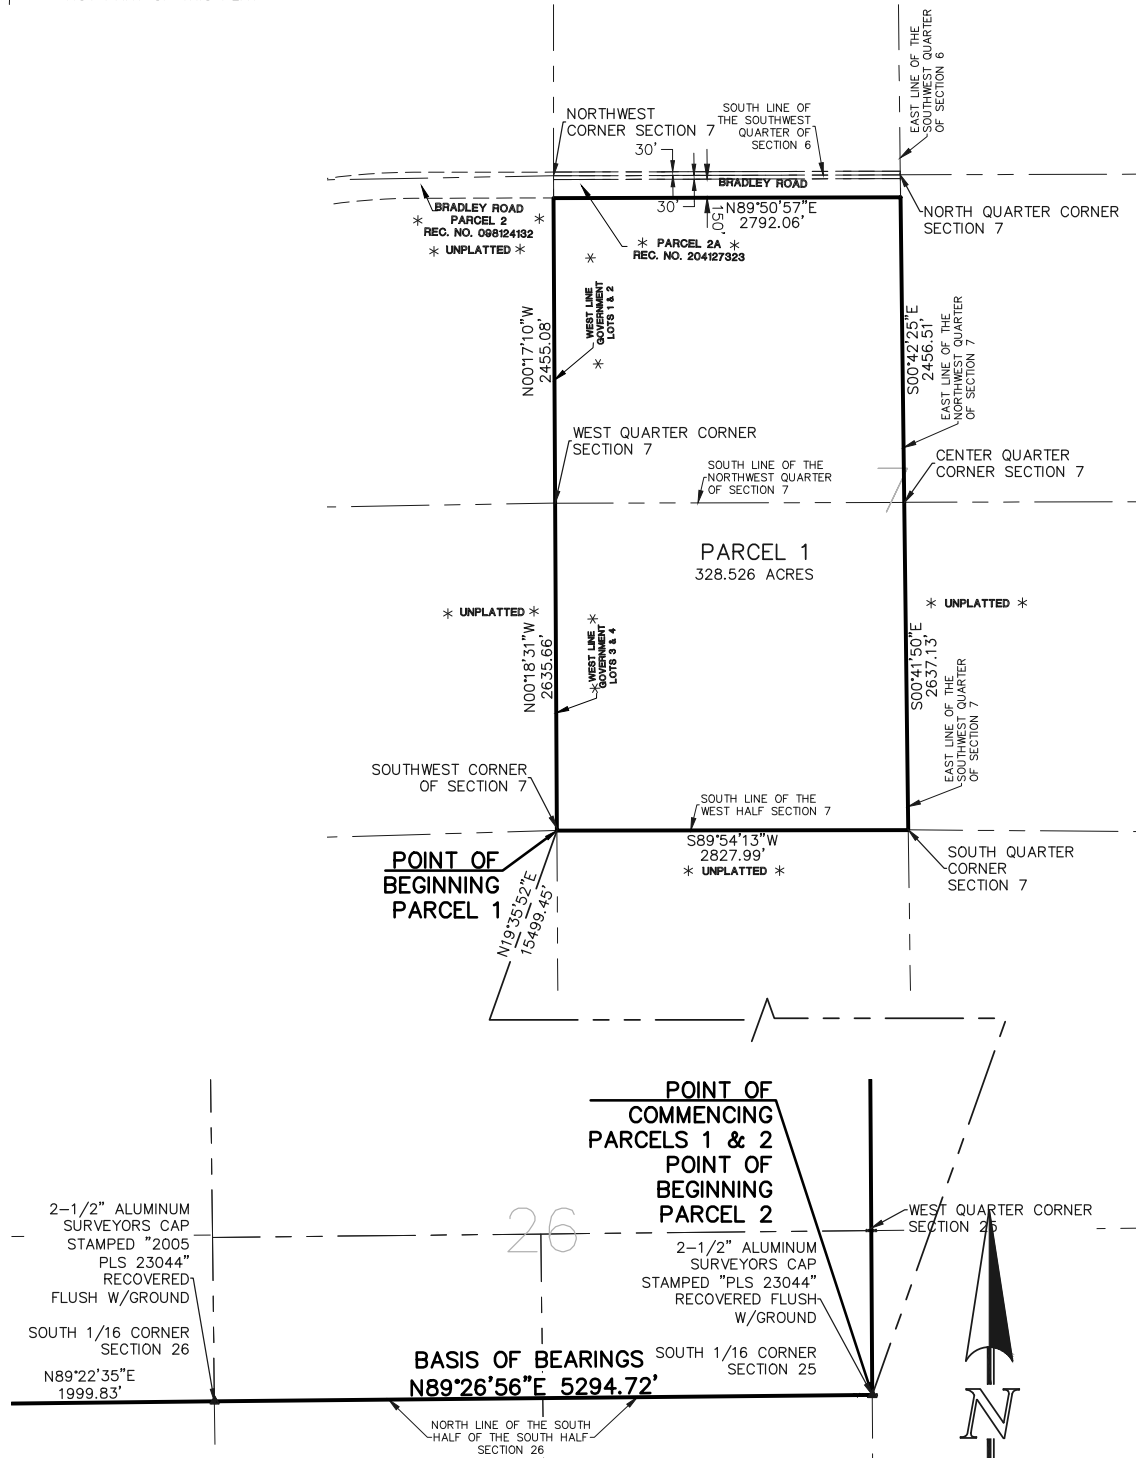 EAST LINE OF THE
SOUTHWEST QUARTER
OF SECTION 6
NORTHWEST
CORNER SECTION 7
SOUTH LINE OF
THE SOUTHWEST
QUARTER OF
SECTION 6
30'
BRADLEY ROAD
30'
150'
N89°50'57"E
2792.06'
NORTH QUARTER CORNER
SECTION 7
BRADLEY ROAD
* PARCEL 2 *
REC. NO. 098124132
* UNPLATTED *
* PARCEL 2A *
REC. NO. 204127323
* WEST LINE
GOVERNMENT
LOTS 1 & 2 *
N00°17'10"W
2455.08'
S00°42'25"E
2456.51'
EAST LINE OF THE
NORTHWEST QUARTER
OF SECTION 7
WEST QUARTER CORNER
SECTION 7
SOUTH LINE OF THE
NORTHWEST QUARTER
OF SECTION 7
CENTER QUARTER
CORNER SECTION 7
PARCEL 1
328.526 ACRES
* UNPLATTED *
* UNPLATTED *
N00°18'31"W
2635.66'
* WEST LINE *
GOVERNMENT
LOTS 3 & 4
S00°41'50"E
2637.13'
EAST LINE OF THE
SOUTHWEST QUARTER
OF SECTION 7
SOUTHWEST CORNER
OF SECTION 7
SOUTH LINE OF THE
WEST HALF SECTION 7
S89°54'13"W
2827.99'
* UNPLATTED *
SOUTH QUARTER
CORNER
SECTION 7
POINT OF
BEGINNING
PARCEL 1
N19°35'52"E
15499.45'
POINT OF
COMMENCING
PARCELS 1 & 2
POINT OF
BEGINNING
PARCEL 2
2-1/2" ALUMINUM
SURVEYORS CAP
STAMPED "2005
PLS 23044"
RECOVERED
FLUSH W/GROUND
SOUTH 1/16 CORNER
SECTION 26
26
WEST QUARTER CORNER
SECTION 25
2-1/2" ALUMINUM
SURVEYORS CAP
STAMPED "PLS 23044"
RECOVERED FLUSH
W/GROUND
SOUTH 1/16 CORNER
SECTION 25
N89°22'35"E
1999.83'
BASIS OF BEARINGS
N89°26'56"E 5294.72'
NORTH LINE OF THE SOUTH
HALF OF THE SOUTH HALF
SECTION 26
N